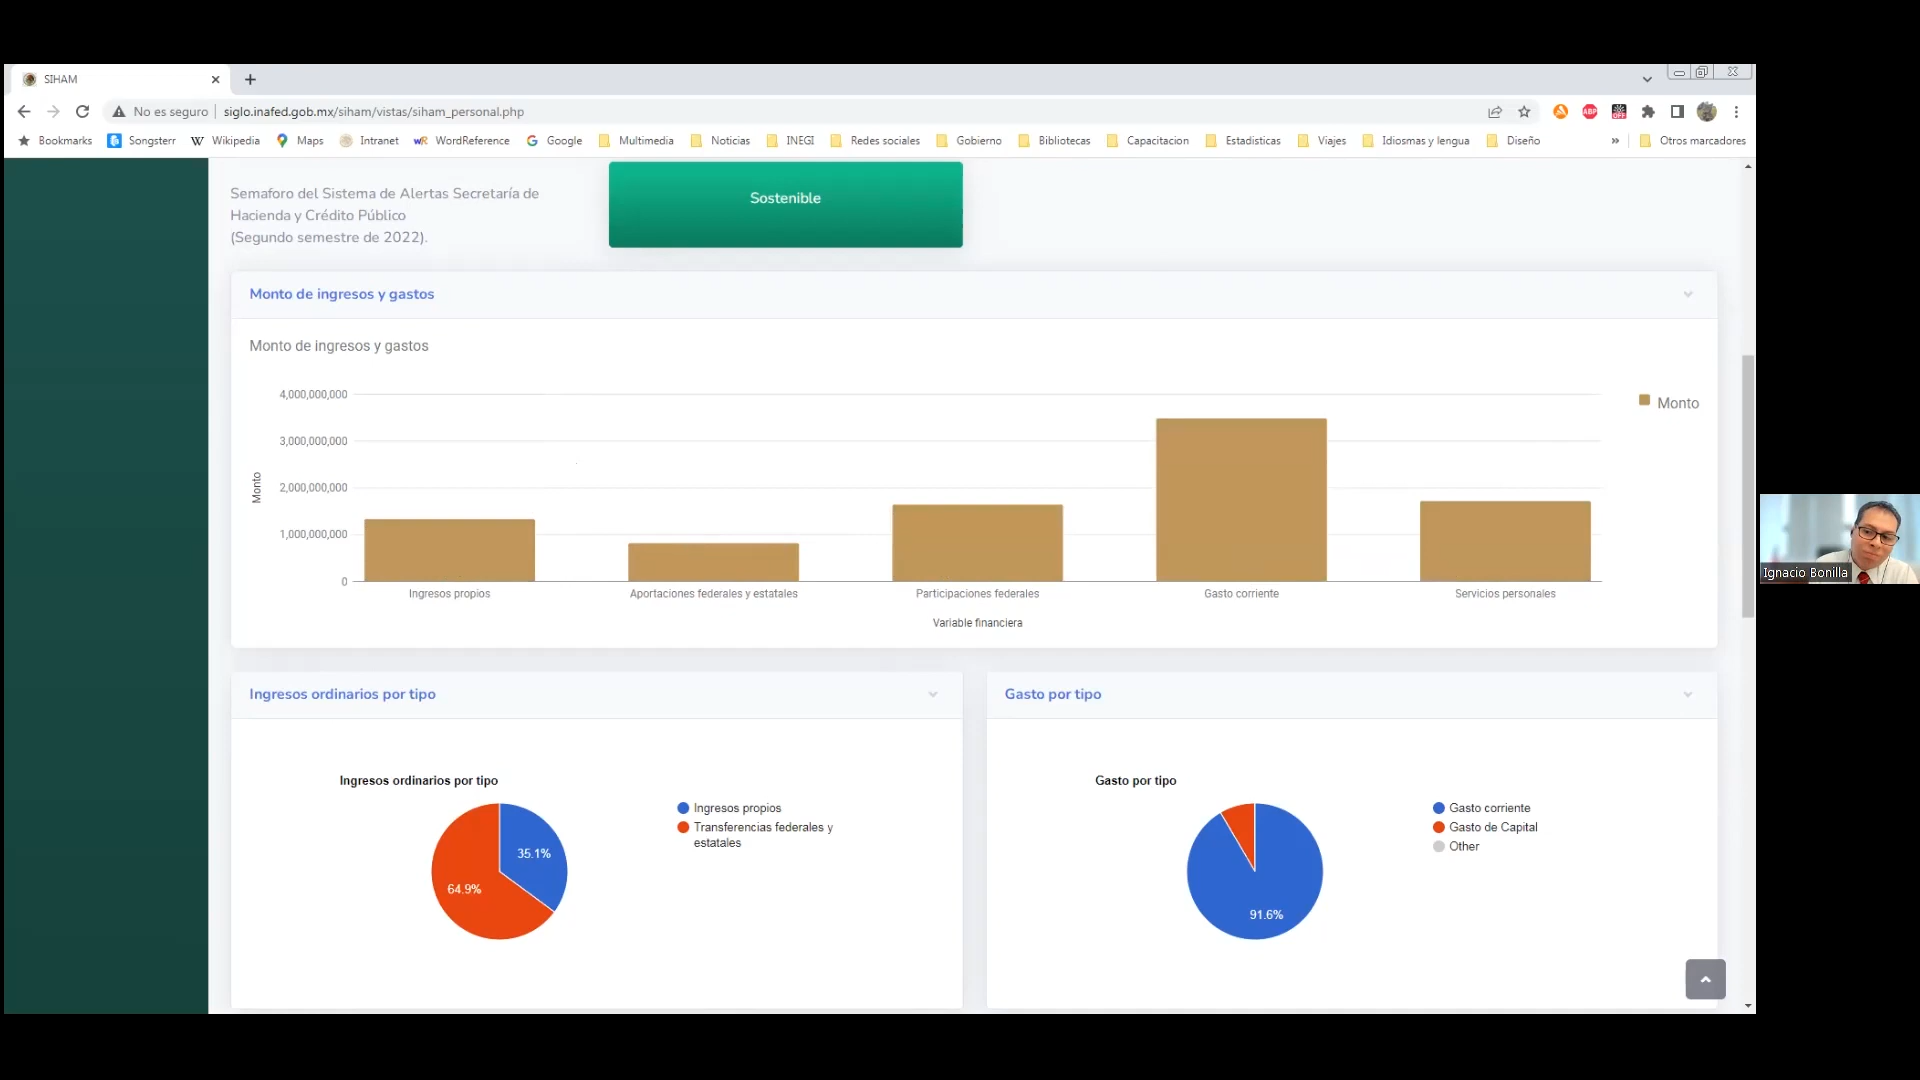 SIHAM
No es seguro
siglo.inafed.gob.mx/siham/vistas/siham_personal.php
ABP
OFF
Bookmarks
Songsterr
W Wikipedia
Maps
Intranet
wR WordReference
G Google
Multimedia
Noticias
INEGI
Redes sociales
Gobierno
Bibliotecas
Capacitacion
Estadisticas
Viajes
Idiosmas y lengua
Diseño
»
Otros marcadores
Semaforo del Sistema de Alertas Secretaría de
Hacienda y Crédito Público
(Segundo semestre de 2022).
Sostenible
Monto de ingresos y gastos
Monto de ingresos y gastos
4,000,000,000
3,000,000,000
2,000,000,000
1,000,000,000
0
Monto
Monto
Ingresos propios
Aportaciones federales y estatales
Participaciones federales
Gasto corriente
Servicios personales
Variable financiera
Ignacio Bonilla
Ingresos ordinarios por tipo
Ingresos ordinarios por tipo
Ingresos propios
Transferencias federales y
estatales
35.1%
64.9%
Gasto por tipo
Gasto por tipo
Gasto corriente
Gasto de Capital
Other
91.6%